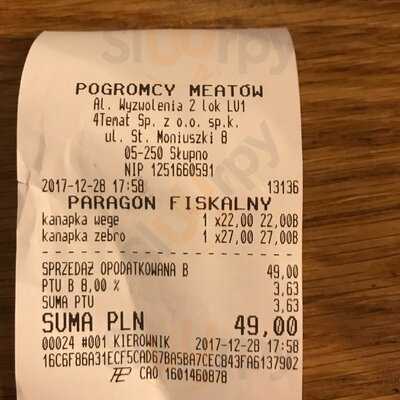 sluurpy
POGROMCY MEATÓW
Al. Wyzwolenia 2 lok LU1
4Temat Sp. z o.o. sp.k.
ul. St. Moniuszki 8
05-250 Słupno
NIP 1251660591
2017-12-28 17:58 13136
PARAGON FISKALNY
kanapka wege 1 x22,00 22,00B
kanapka zebro 1 x27,00 27,00B
SPRZEDAŻ OPODATKOWANA B 49,00
PTU B 8,00 % 3,63
SUMA PTU 3,63
SUMA PLN 49,00
00024 #001 KIEROWNIK 2017-12-28 17:58
16C6F86A31ECF5CAD67BA5BA7CEC843FA6137902
CAO 1601460878